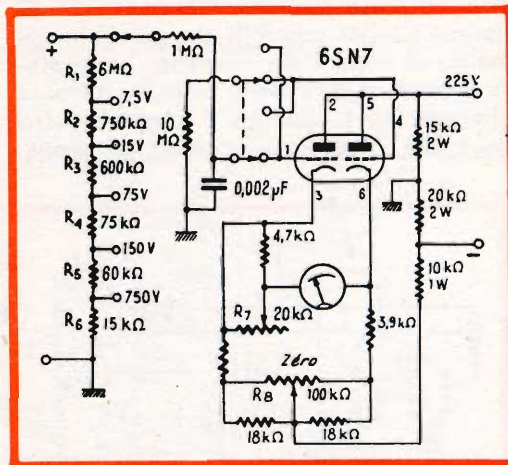 +
1 MΩ
6SN7
R1
6MΩ
7,5V
R2
750kΩ
15V
R3
600kΩ
75V
R4
75kΩ
150V
R5
60kΩ
750V
R6
15kΩ
10
MΩ
0,002µF
1
2
5
4
3
6
225V
15kΩ
2W
20kΩ
2W
-
10kΩ
1W
4,7kΩ
R7
20kΩ
3,9kΩ
Zéro
R8
100kΩ
18kΩ
18kΩ